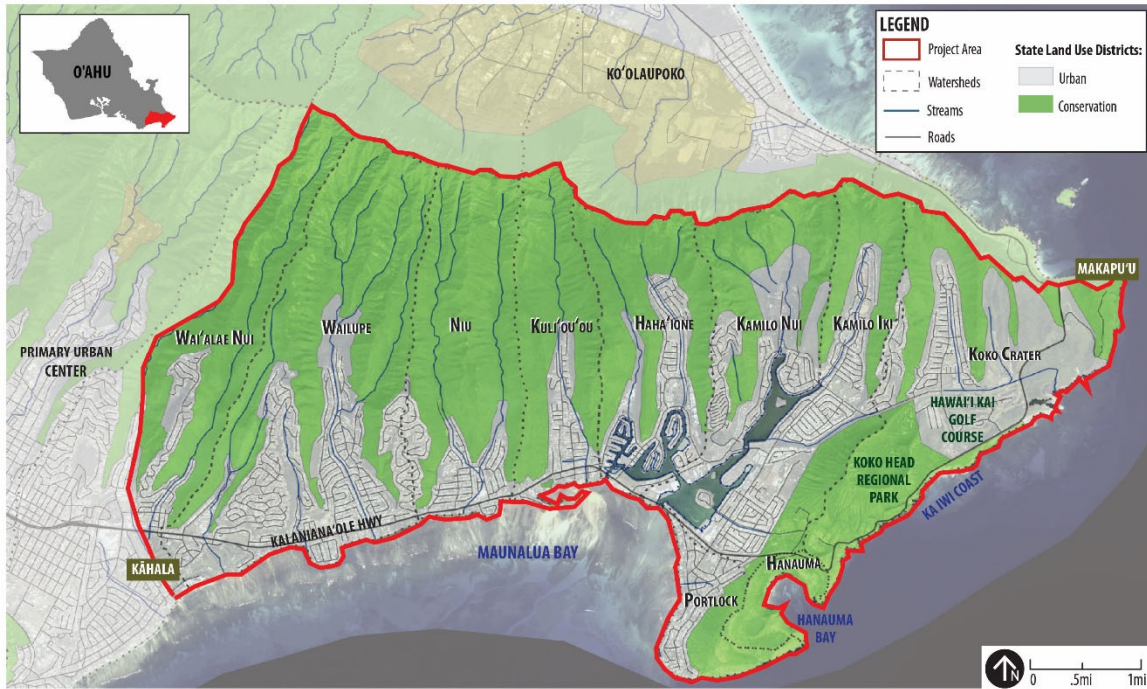 O'AHU
KO'OLAUPOKO
LEGEND
Project Area
Watersheds
Streams
Roads
State Land Use Districts:
Urban
Conservation
MAKAPU'U
PRIMARY URBAN
CENTER
WAI'ALAE NUI
WAILUPE
NIU
KULI'OU'OU
HAHA'IONE
KAMILO NUI
KAMILO IKI
KOKO CRATER
HAWAI'I KAI
GOLF
COURSE
KOKO HEAD
REGIONAL
PARK
KA IWI COAST
KALANIANA'OLE HWY
MAUNALUA BAY
KĀHALA
HANAUMA
PORTLOCK
HANAUMA
BAY
N
0 .5mi 1mi